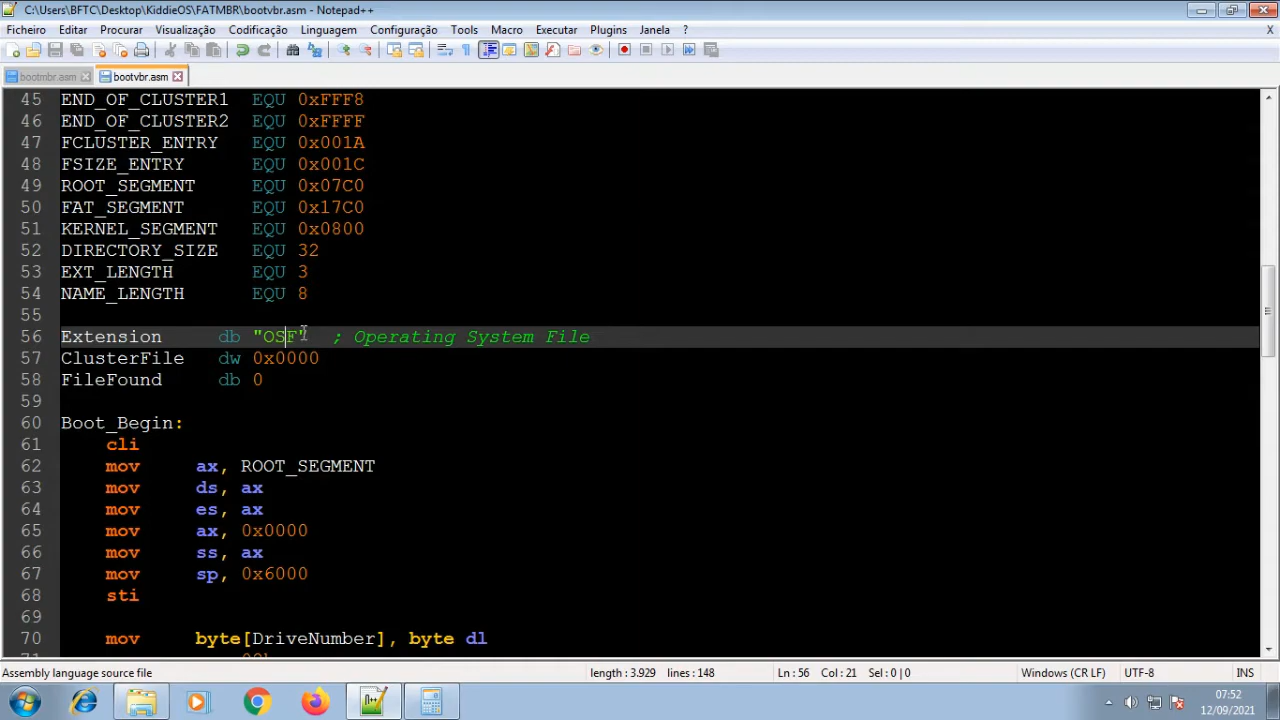 C:\Users\BFTC\Desktop\KiddieOS\FATMBR\bootvbr.asm - Notepad++
Ficheiro Editar Procurar Visualização Codificação Linguagem Configuração Tools Macro Executar Plugins Janela ? X
bootmbr.asm bootvbr.asm
45 END_OF_CLUSTER1 EQU 0xFFF8
46 END_OF_CLUSTER2 EQU 0xFFFF
47 FCLUSTER_ENTRY EQU 0x001A
48 FSIZE_ENTRY EQU 0x001C
49 ROOT_SEGMENT EQU 0x07C0
50 FAT_SEGMENT EQU 0x17C0
51 KERNEL_SEGMENT EQU 0x0800
52 DIRECTORY_SIZE EQU 32
53 EXT_LENGTH EQU 3
54 NAME_LENGTH EQU 8
55
56 Extension db "OSF" ; Operating System File
57 ClusterFile dw 0x0000
58 FileFound db 0
59
60 Boot_Begin:
61 cli
62 mov ax, ROOT_SEGMENT
63 mov ds, ax
64 mov es, ax
65 mov ax, 0x0000
66 mov ss, ax
67 mov sp, 0x6000
68 sti
69
70 mov byte[DriveNumber], byte dl
Assembly language source file length : 3.929 lines : 148 Ln : 56 Col : 21 Sel : 0 | 0 Windows (CR LF) UTF-8 INS
07:52
12/09/2021